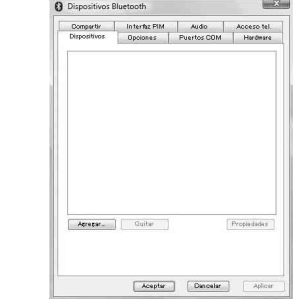 Dispositivos Bluetooth
Compartir Interfaz PIM Audio Acceso tel.
Dispositivos Opciones Puertos COM Hardware
Agregar... Quitar Propiedades
Aceptar Cancelar Aplicar